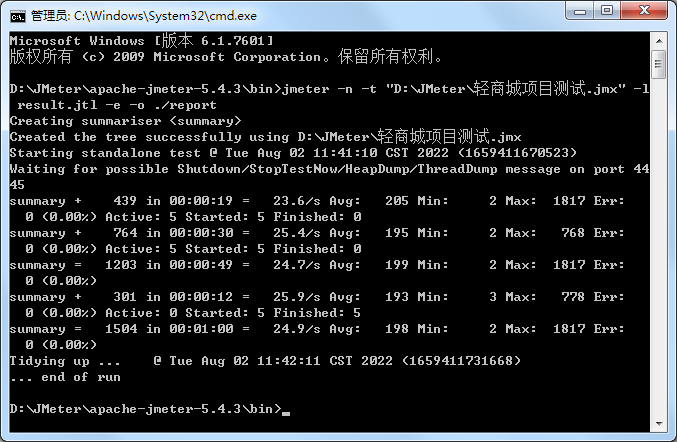 管理员: C:\Windows\System32\cmd.exe
Microsoft Windows [版本 6.1.7601]
版权所有 (c) 2009 Microsoft Corporation。保留所有权利。
D:\JMeter\apache-jmeter-5.4.3\bin>jmeter -n -t "D:\JMeter\轻商城项目测试.jmx" -l
 result.jtl -e -o ./report
Creating summariser <summary>
Created the tree successfully using D:\JMeter\轻商城项目测试.jmx
Starting standalone test @ Tue Aug 02 11:41:10 CST 2022 (1659411670523)
Waiting for possible Shutdown/StopTestNow/HeapDump/ThreadDump message on port 44
45
summary +    439 in 00:00:19 =   23.6/s Avg:   205 Min:     2 Max:  1817 Err:
  0 (0.00%) Active: 5 Started: 5 Finished: 0
summary +    764 in 00:00:30 =   25.4/s Avg:   195 Min:     2 Max:   768 Err:
  0 (0.00%) Active: 5 Started: 5 Finished: 0
summary =   1203 in 00:00:49 =   24.7/s Avg:   199 Min:     2 Max:  1817 Err:
  0 (0.00%)
summary +    301 in 00:00:12 =   25.9/s Avg:   193 Min:     3 Max:   778 Err:
  0 (0.00%) Active: 0 Started: 5 Finished: 5
summary =   1504 in 00:01:00 =   24.9/s Avg:   198 Min:     2 Max:  1817 Err:
  0 (0.00%)
Tidying up ...    @ Tue Aug 02 11:42:11 CST 2022 (1659411731668)
... end of run
D:\JMeter\apache-jmeter-5.4.3\bin>